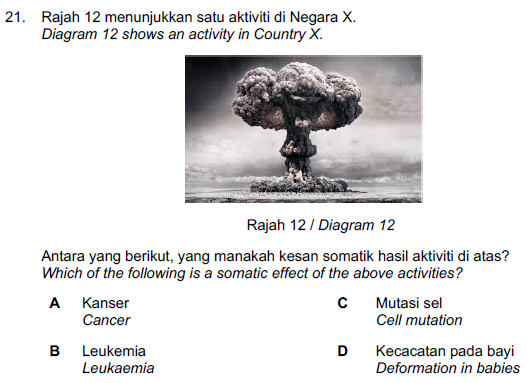 21. Rajah 12 menunjukkan satu aktiviti di Negara X.
Diagram 12 shows an activity in Country X.
Rajah 12 / Diagram 12
Antara yang berikut, yang manakah kesan somatik hasil aktiviti di atas?
Which of the following is a somatic effect of the above activities?
A Kanser
Cancer
B Leukemia
Leukaemia
C Mutasi sel
Cell mutation
D Kecacatan pada bayi
Deformation in babies